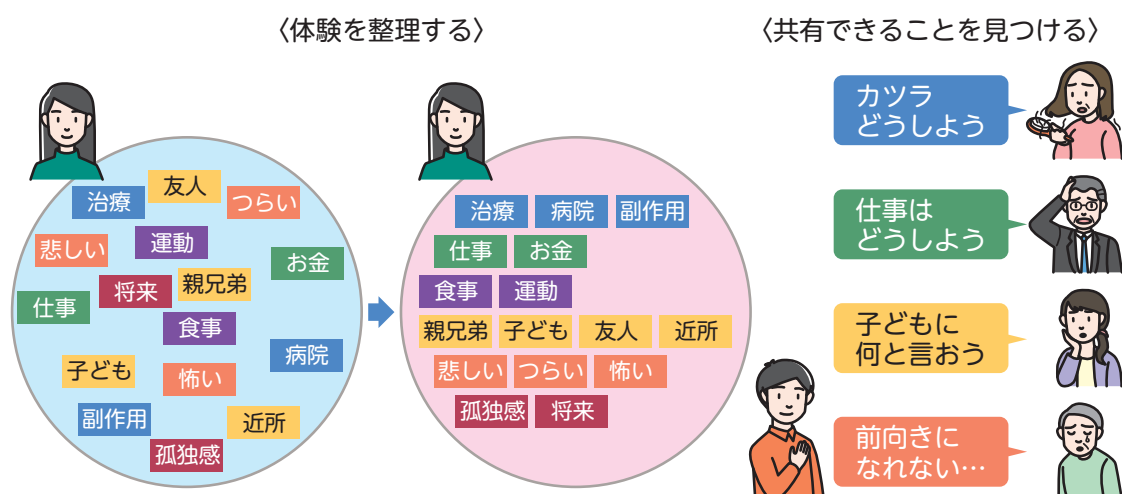 〈体験を整理する〉
〈共有できることを見つける〉
治療
友人
つらい
悲しい
運動
お金
仕事
将来
親兄弟
食事
病院
子ども
怖い
副作用
近所
孤独感
治療 病院 副作用
仕事 お金
食事 運動
親兄弟 子ども 友人 近所
悲しい つらい 怖い
孤独感 将来
カツラ
どうしよう
仕事は
どうしよう
子どもに
何と言おう
前向きに
なれない…